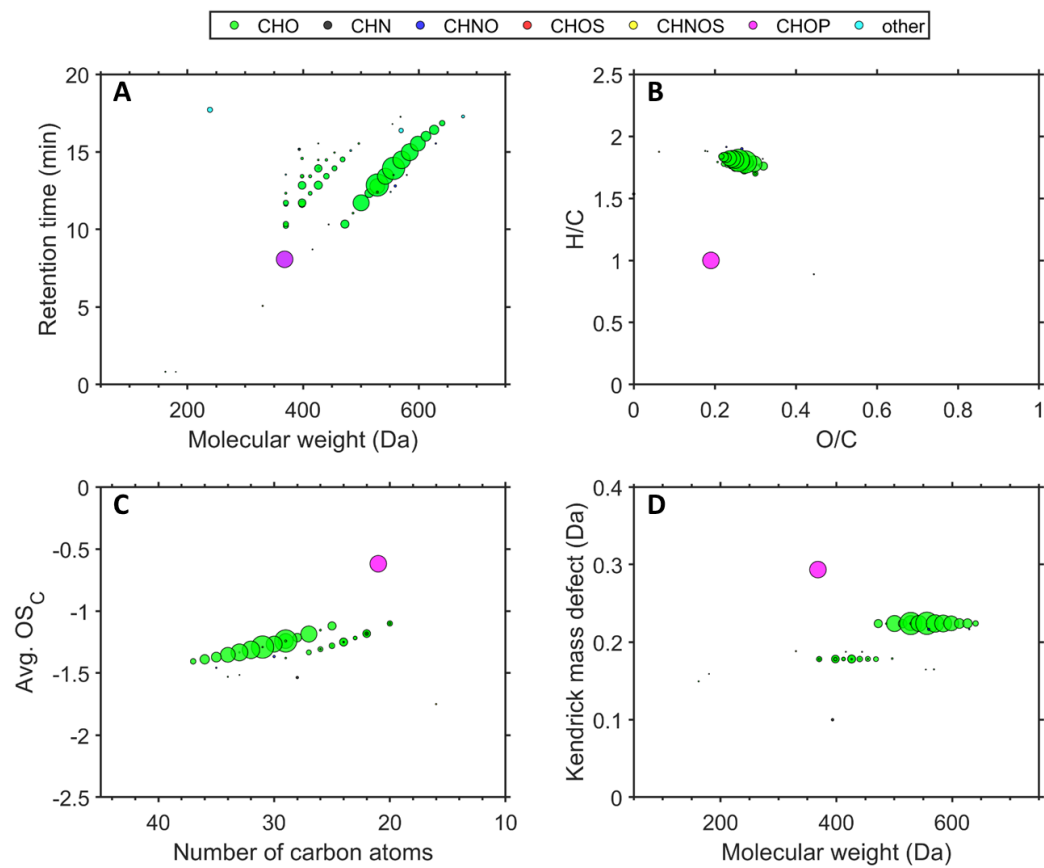 CHO CHN CHNO CHOS CHNOS CHOP other
A
20
15
10
5
0
Retention time (min)
200 400 600
Molecular weight (Da)
B
2.5
2
1.5
1
0.5
0
H/C
0 0.2 0.4 0.6 0.8 1
O/C
C
0
-0.5
-1
-1.5
-2
-2.5
Avg. OSC
40 30 20 10
Number of carbon atoms
D
0.4
0.3
0.2
0.1
0
Kendrick mass defect (Da)
200 400 600
Molecular weight (Da)